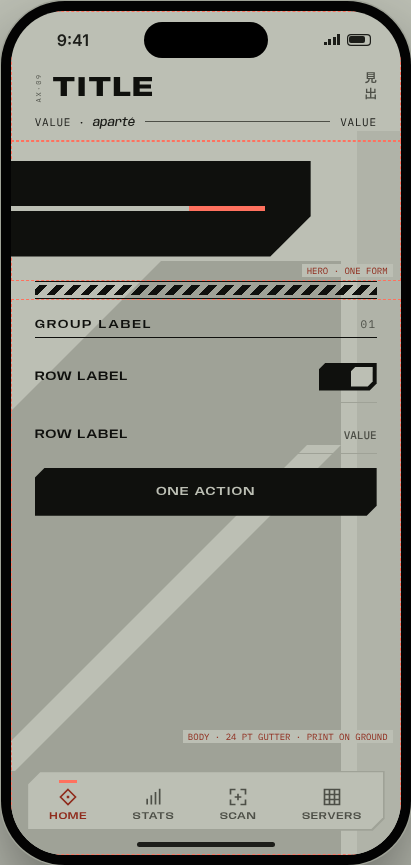 9:41
AX·09
TITLE
見出
VALUE · aparté
VALUE
HERO · ONE FORM
GROUP LABEL
01
ROW LABEL
ROW LABEL
VALUE
ONE ACTION
BODY · 24 PT GUTTER · PRINT ON GROUND
HOME
STATS
SCAN
SERVERS